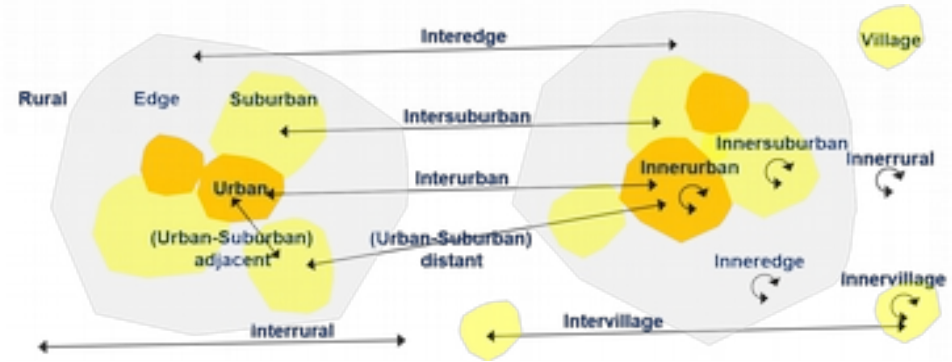 Interedge
Village
Rural
Edge
Suburban
Intersuburban
Innersuburban
Innerrural
Innerurban
Interurban
Urban
(Urban-Suburban)
adjacent
(Urban-Suburban)
distant
Inneredge
Innervillage
Intervillage
interrural